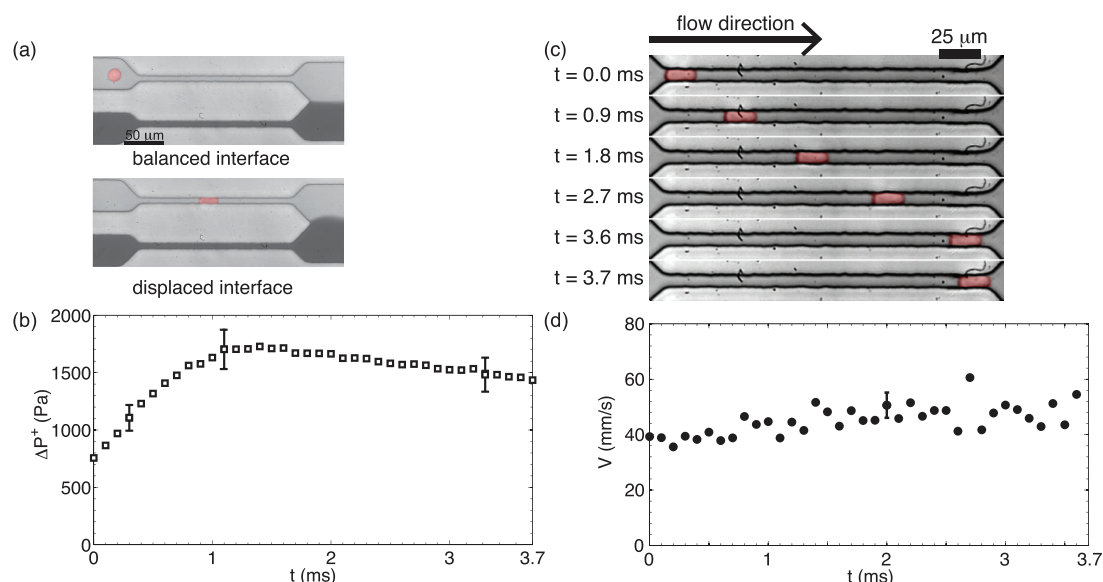 (a)
50 µm
balanced interface
displaced interface
(b)
2000
1500
1000
500
0
ΔP⁺ (Pa)
0 1 2 3 3.7
t (ms)
(c)
flow direction
25 µm
t = 0.0 ms
t = 0.9 ms
t = 1.8 ms
t = 2.7 ms
t = 3.6 ms
t = 3.7 ms
(d)
80
60
40
20
0
V (mm/s)
0 1 2 3 3.7
t (ms)